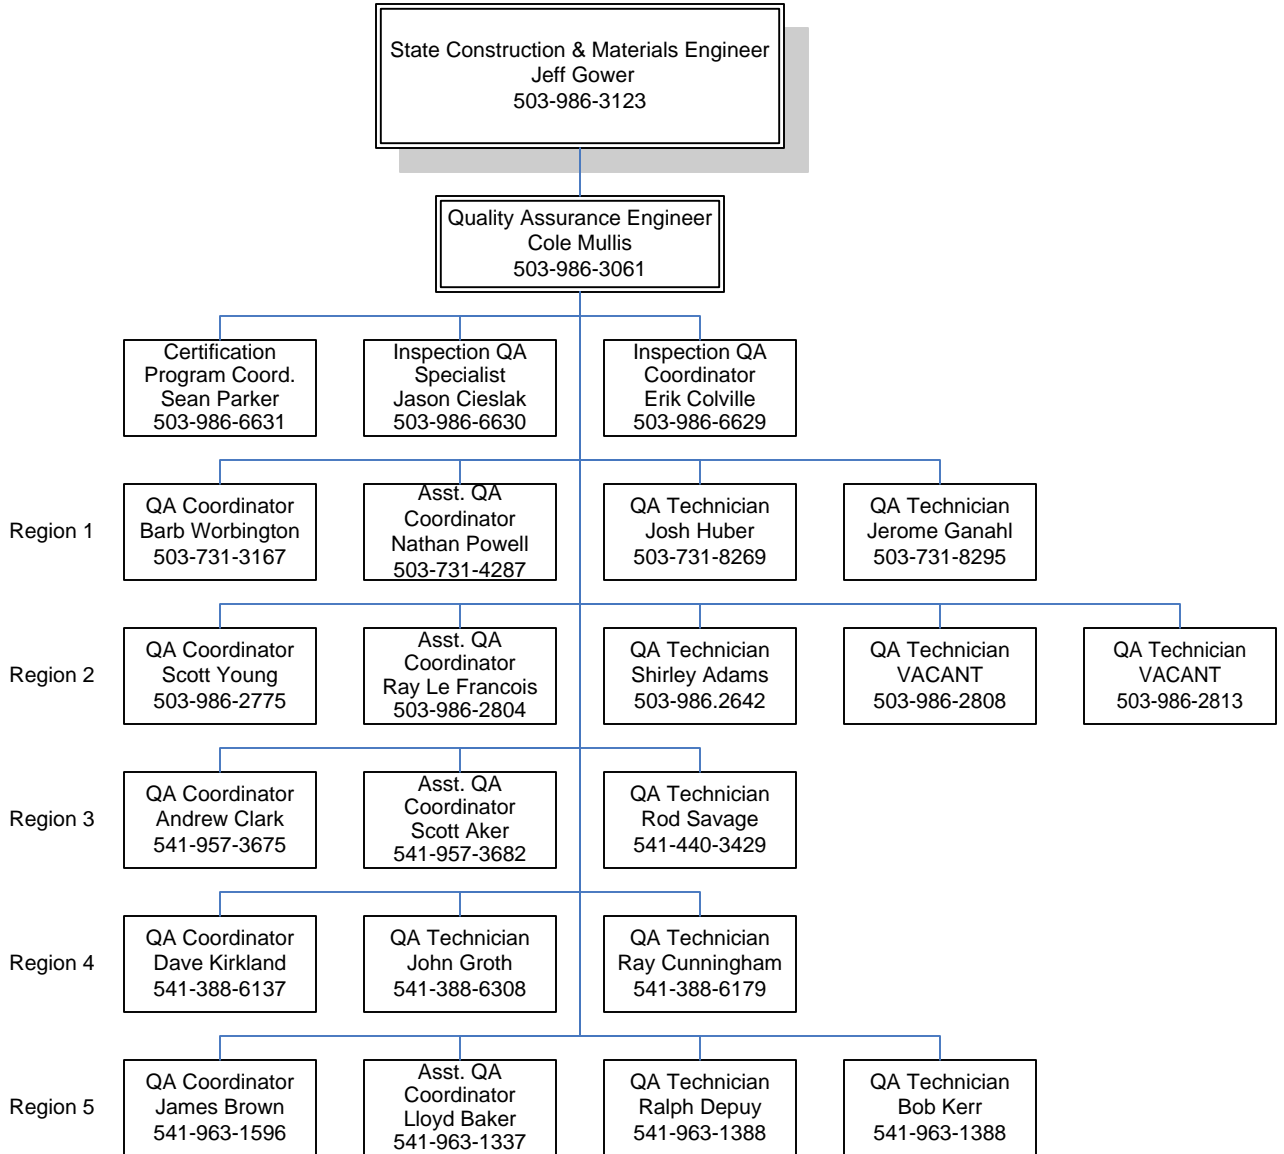 State Construction & Materials Engineer
Jeff Gower
503-986-3123
Quality Assurance Engineer
Cole Mullis
503-986-3061
Certification
Program Coord.
Sean Parker
503-986-6631
Inspection QA
Specialist
Jason Cieslak
503-986-6630
Inspection QA
Coordinator
Erik Colville
503-986-6629
Region 1
QA Coordinator
Barb Worbington
503-731-3167
Asst. QA
Coordinator
Nathan Powell
503-731-4287
QA Technician
Josh Huber
503-731-8269
QA Technician
Jerome Ganahl
503-731-8295
Region 2
QA Coordinator
Scott Young
503-986-2775
Asst. QA
Coordinator
Ray Le Francois
503-986-2804
QA Technician
Shirley Adams
503-986.2642
QA Technician
VACANT
503-986-2808
QA Technician
VACANT
503-986-2813
Region 3
QA Coordinator
Andrew Clark
541-957-3675
Asst. QA
Coordinator
Scott Aker
541-957-3682
QA Technician
Rod Savage
541-440-3429
Region 4
QA Coordinator
Dave Kirkland
541-388-6137
QA Technician
John Groth
541-388-6308
QA Technician
Ray Cunningham
541-388-6179
Region 5
QA Coordinator
James Brown
541-963-1596
Asst. QA
Coordinator
Lloyd Baker
541-963-1337
QA Technician
Ralph Depuy
541-963-1388
QA Technician
Bob Kerr
541-963-1388